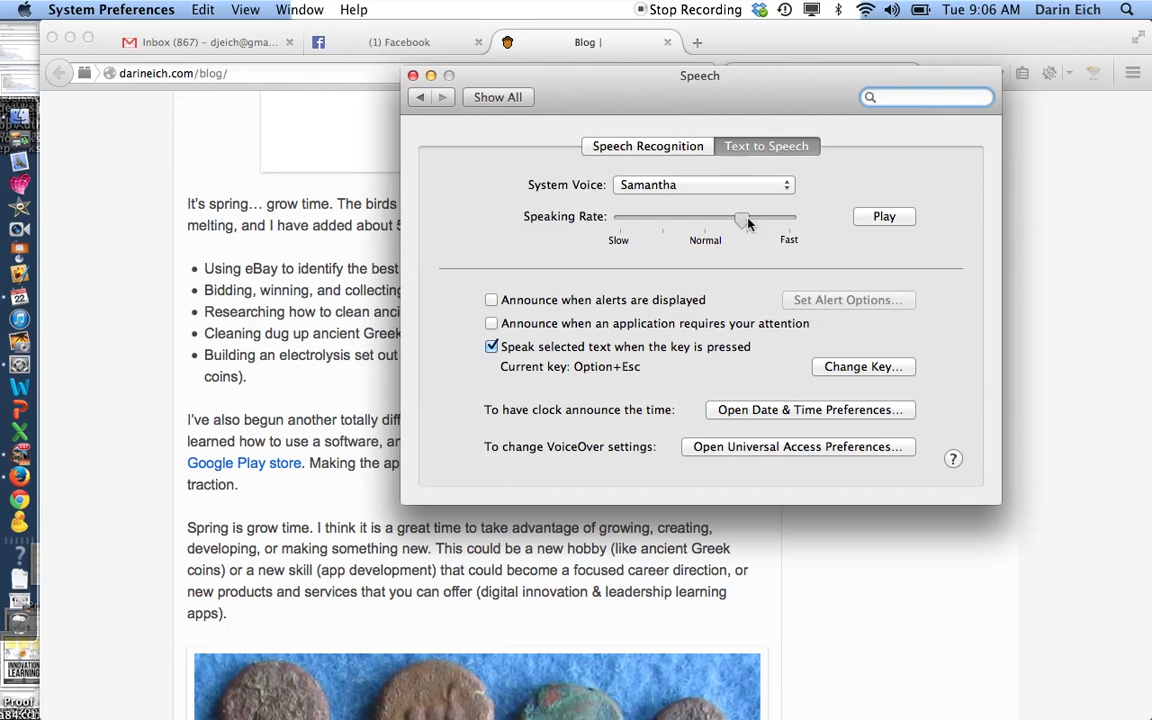 System Preferences Edit View Window Help Stop Recording Tue 9:06 AM Darin Eich
Inbox (867) – djeich@gma... (1) Facebook Blog |
darineich.com/blog/
Speech
Show All
Speech Recognition Text to Speech
System Voice: Samantha
Speaking Rate: Play
Slow Normal Fast
Announce when alerts are displayed Set Alert Options...
Announce when an application requires your attention
Speak selected text when the key is pressed
Current key: Option+Esc Change Key...
To have clock announce the time: Open Date & Time Preferences...
To change VoiceOver settings: Open Universal Access Preferences...
?
It's spring… grow time. The birds
melting, and I have added about
Using eBay to identify the best
Bidding, winning, and collecting
Researching how to clean anci
Cleaning dug up ancient Greek
Building an electrolysis set out
coins).
I've also begun another totally diff
learned how to use a software, an
Google Play store. Making the ap
traction.
Spring is grow time. I think it is a great time to take advantage of growing, creating,
developing, or making something new. This could be a new hobby (like ancient Greek
coins) or a new skill (app development) that could become a focused career direction, or
new products and services that you can offer (digital innovation & leadership learning
apps).
INNOVATION
LEARNING
Proof